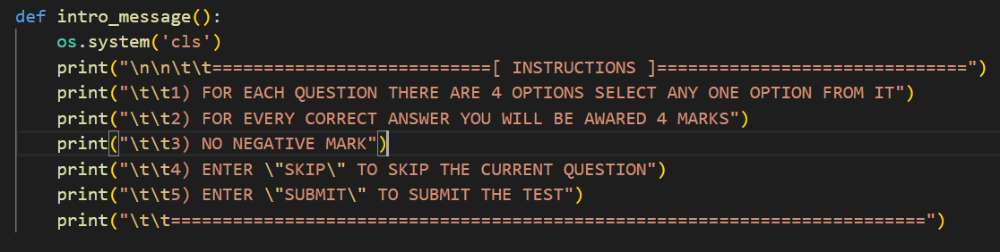 def intro_message():
    os.system('cls')
    print("\n\n\t\t===========================[ INSTRUCTIONS ]==============================")
    print("\t\t1) FOR EACH QUESTION THERE ARE 4 OPTIONS SELECT ANY ONE OPTION FROM IT")
    print("\t\t2) FOR EVERY CORRECT ANSWER YOU WILL BE AWARED 4 MARKS")
    print("\t\t3) NO NEGATIVE MARK")
    print("\t\t4) ENTER \"SKIP\" TO SKIP THE CURRENT QUESTION")
    print("\t\t5) ENTER \"SUBMIT\" TO SUBMIT THE TEST")
    print("\t\t=========================================================================")